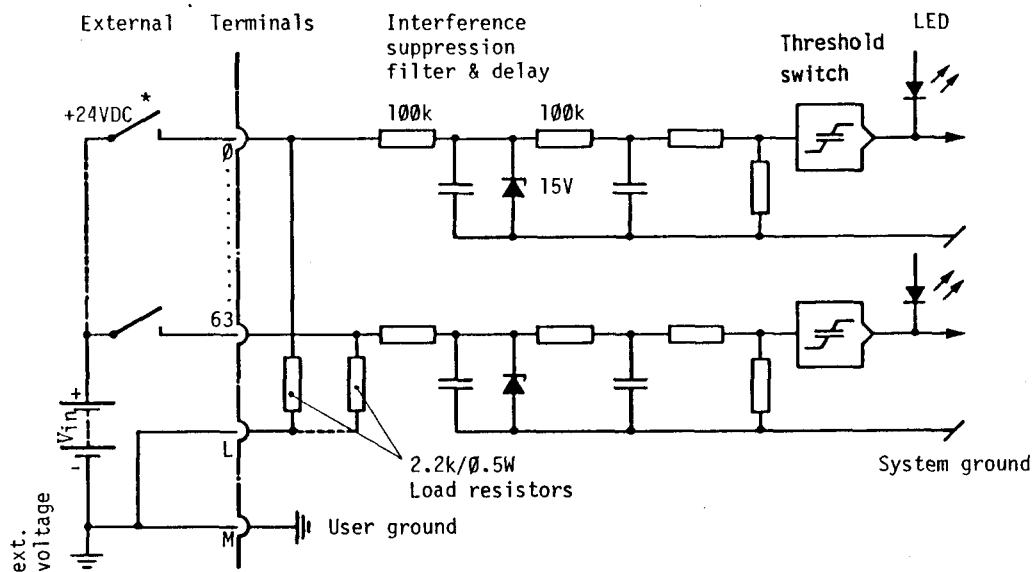 External
Terminals
Interference
suppression
filter & delay
Threshold
switch
LED
+24VDC *
100k
100k
Ø
15V
63
+
Vin
-
L
2.2k/Ø.5W
Load resistors
System ground
M
User ground
ext.
voltage